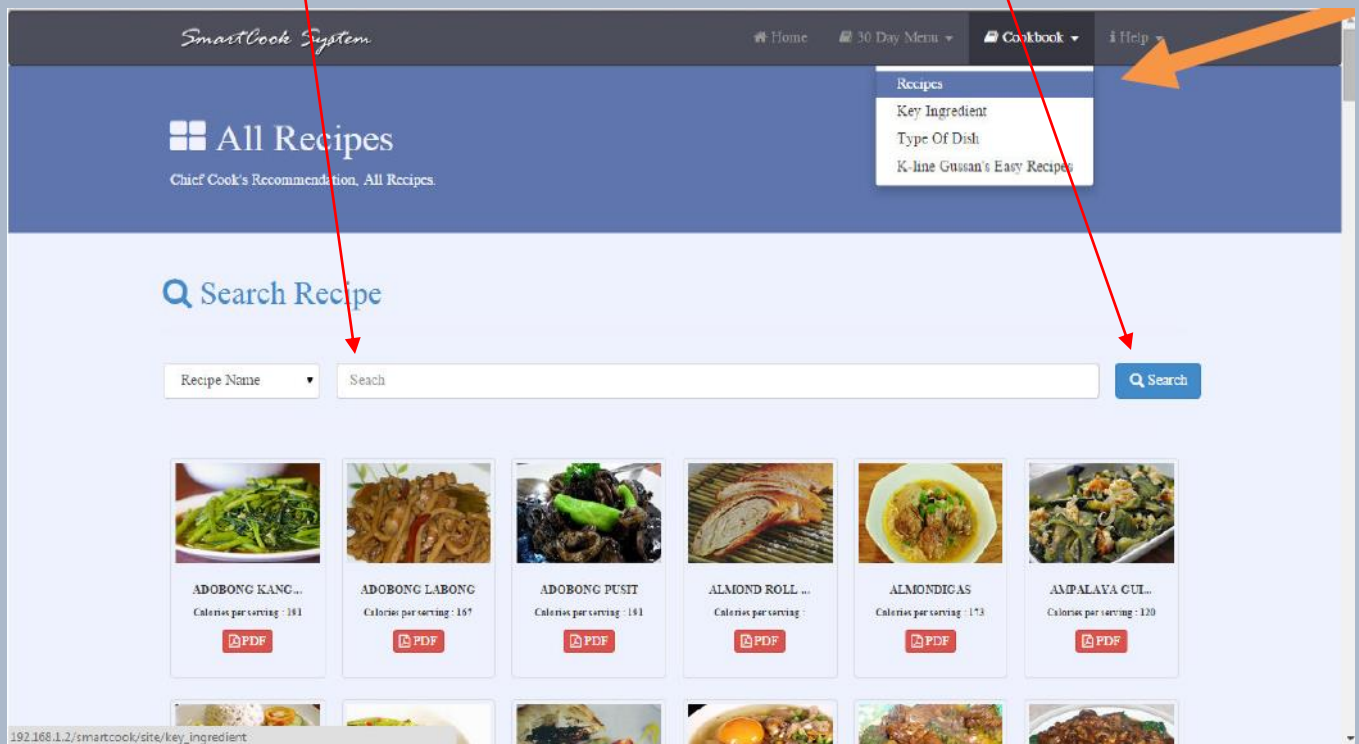 SmartCook System
Home
30 Day Menu
Cookbook
Help
Recipes
Key Ingredient
Type Of Dish
K-line Gussan's Easy Recipes
All Recipes
Chief Cook's Recommendation, All Recipes.
Search Recipe
Recipe Name
Seach
Search
ADOBONG KANG...
ADOBONG LABONG
ADOBONG PUSIT
ALMOND ROLL ...
ALMONDIGAS
AMPALAYA GUI...
Calories per serving : 191
Calories per serving : 167
Calories per serving : 191
Calories per serving :
Calories per serving : 173
Calories per serving : 120
PDF
PDF
PDF
PDF
PDF
PDF
192.168.1.2/smartcook/site/key_ingredient